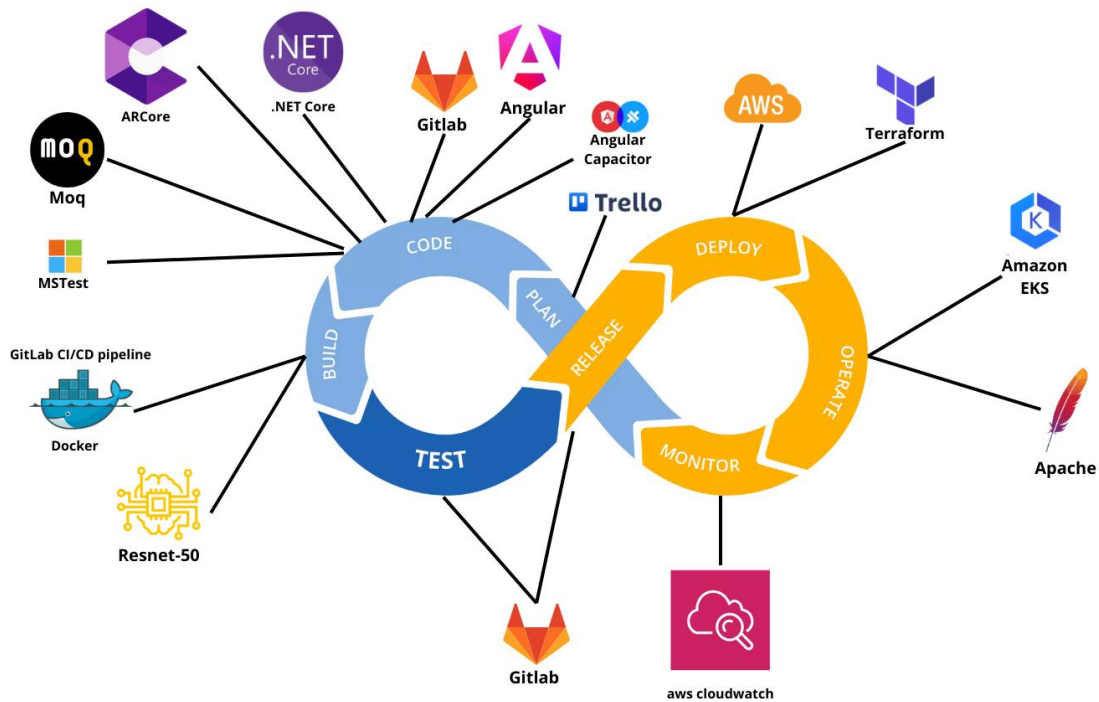 .NET
Core
.NET Core
ARCore
Gitlab
Angular
Angular
Capacitor
AWS
Terraform
MOQ
Moq
Trello
MSTest
CODE
DEPLOY
Amazon
EKS
PLAN
BUILD
RELEASE
OPERATE
GitLab CI/CD pipeline
Docker
TEST
MONITOR
Apache
Resnet-50
K
A
Gitlab
aws cloudwatch